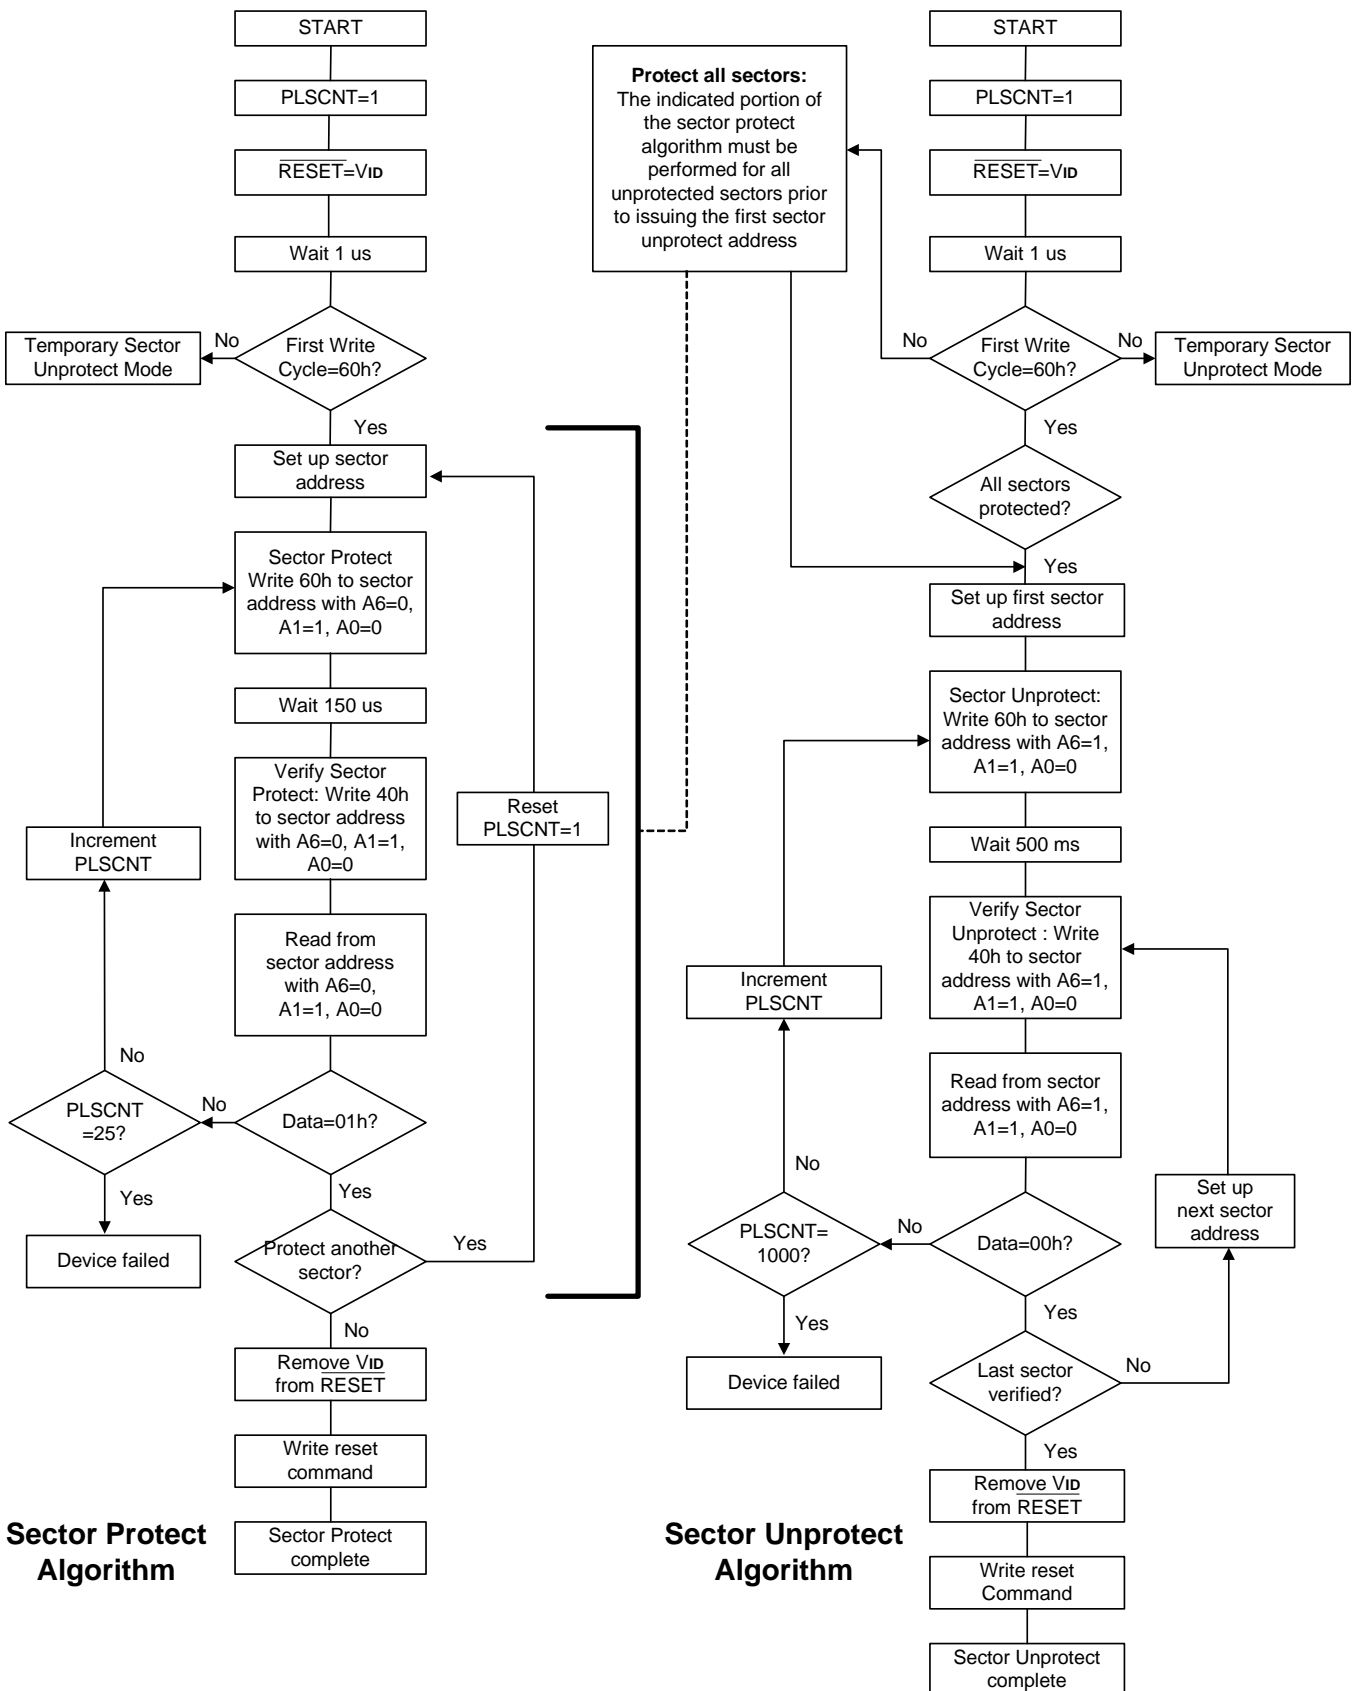 START
PLSCNT=1
RESET=VID
Wait 1 us
First Write
Cycle=60h?
No
Temporary Sector
Unprotect Mode
Yes
Set up sector
address
Sector Protect
Write 60h to sector
address with A6=0,
A1=1, A0=0
Wait 150 us
Verify Sector
Protect: Write 40h
to sector address
with A6=0, A1=1,
A0=0
Reset
PLSCNT=1
Increment
PLSCNT
Read from
sector address
with A6=0,
A1=1, A0=0
No
PLSCNT
=25?
No
Data=01h?
Yes
Yes
Device failed
Protect another
sector?
Yes
No
Remove VID
from RESET
Write reset
command
Sector Protect
complete
Sector Protect
Algorithm
Protect all sectors:
The indicated portion of
the sector protect
algorithm must be
performed for all
unprotected sectors prior
to issuing the first sector
unprotect address
START
PLSCNT=1
RESET=VID
Wait 1 us
No
First Write
Cycle=60h?
No
Temporary Sector
Unprotect Mode
Yes
All sectors
protected?
Yes
Set up first sector
address
Sector Unprotect:
Write 60h to sector
address with A6=1,
A1=1, A0=0
Wait 500 ms
Verify Sector
Unprotect : Write
40h to sector
address with A6=1,
A1=1, A0=0
Increment
PLSCNT
Read from sector
address with A6=1,
A1=1, A0=0
No
Set up
next sector
address
PLSCNT=
1000?
No
Data=00h?
Yes
Yes
Device failed
Last sector
verified?
No
Yes
Remove VID
from RESET
Write reset
Command
Sector Unprotect
complete
Sector Unprotect
Algorithm